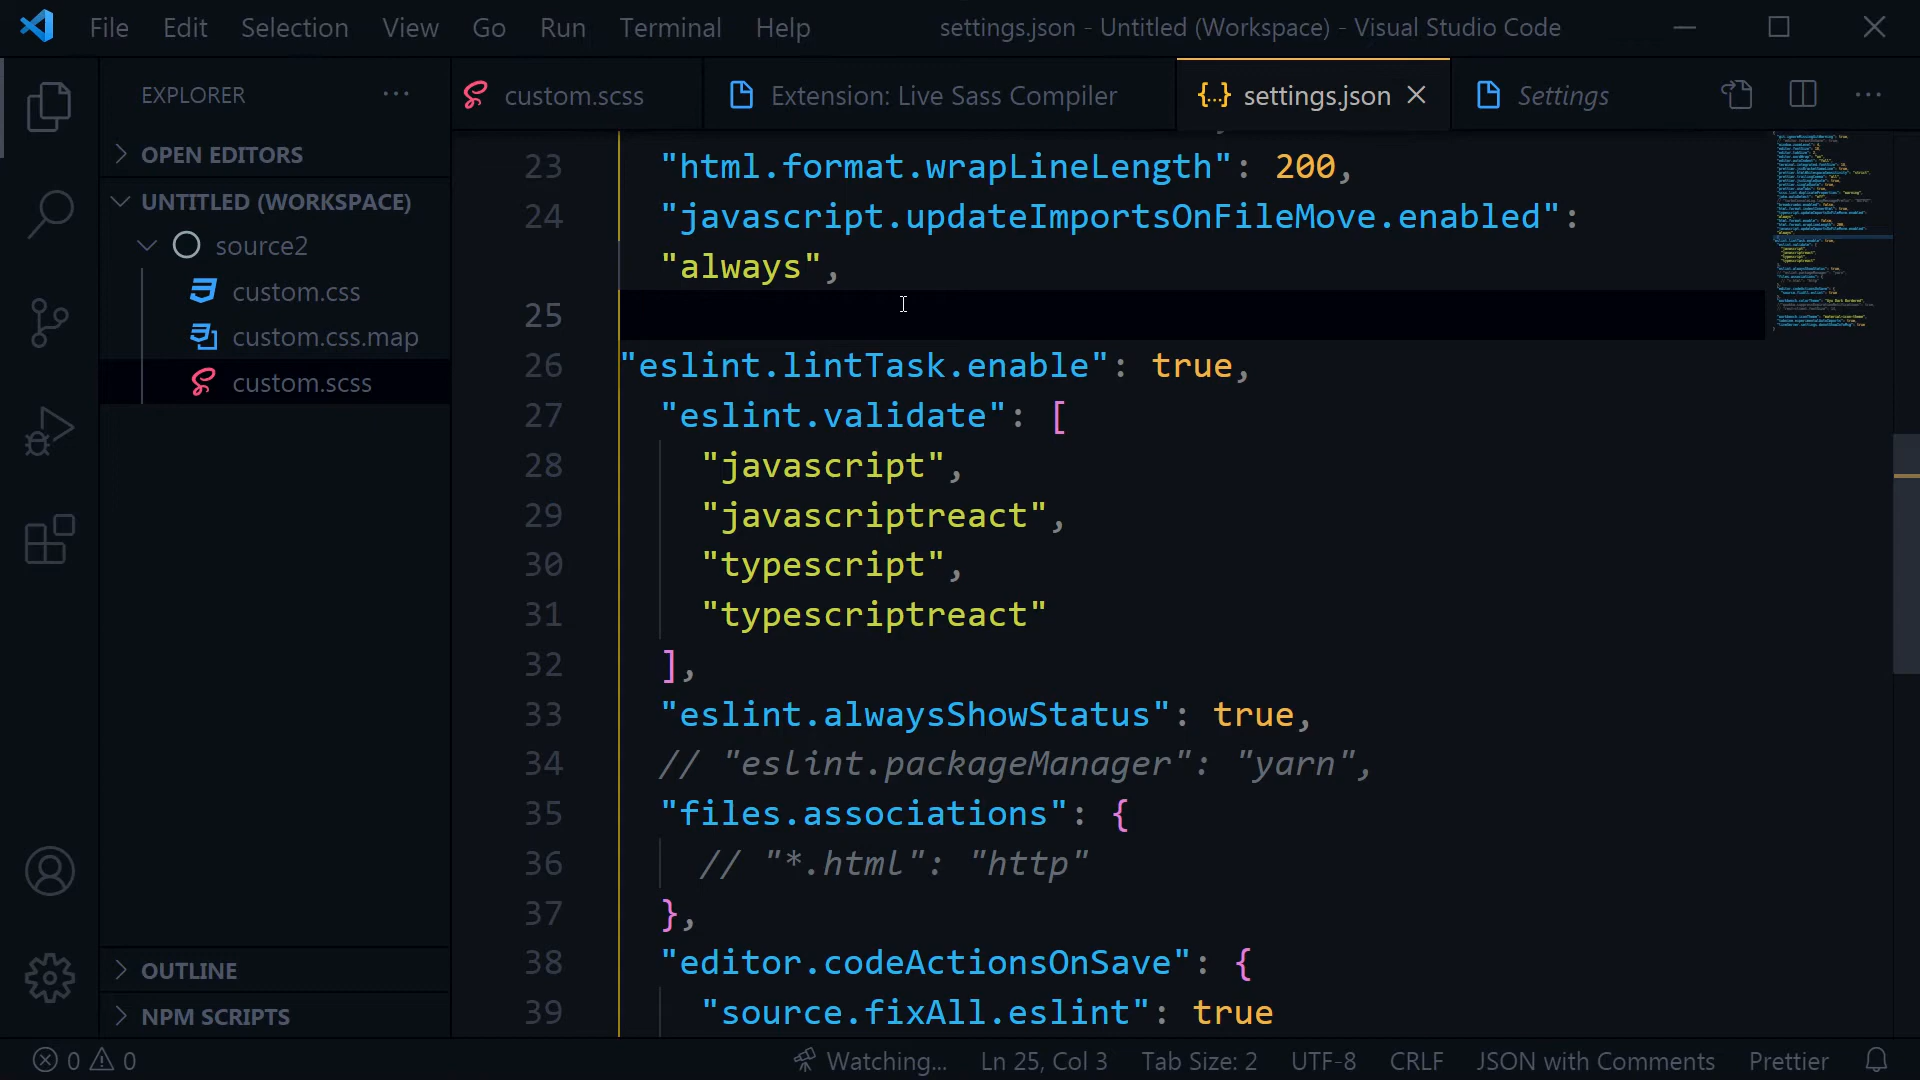 File Edit Selection View Go Run Terminal Help settings.json - Untitled (Workspace) - Visual Studio Code
EXPLORER
custom.scss Extension: Live Sass Compiler {...} settings.json Settings
OPEN EDITORS
UNTITLED (WORKSPACE)
source2
custom.css
custom.css.map
custom.scss
OUTLINE
NPM SCRIPTS
23 "html.format.wrapLineLength": 200,
24 "javascript.updateImportsOnFileMove.enabled":
"always",
25
26 "eslint.lintTask.enable": true,
27 "eslint.validate": [
28 "javascript",
29 "javascriptreact",
30 "typescript",
31 "typescriptreact"
32 ],
33 "eslint.alwaysShowStatus": true,
34 // "eslint.packageManager": "yarn",
35 "files.associations": {
36 // "*.html": "http"
37 },
38 "editor.codeActionsOnSave": {
39 "source.fixAll.eslint": true
0 0 Watching... Ln 25, Col 3 Tab Size: 2 UTF-8 CRLF JSON with Comments Prettier